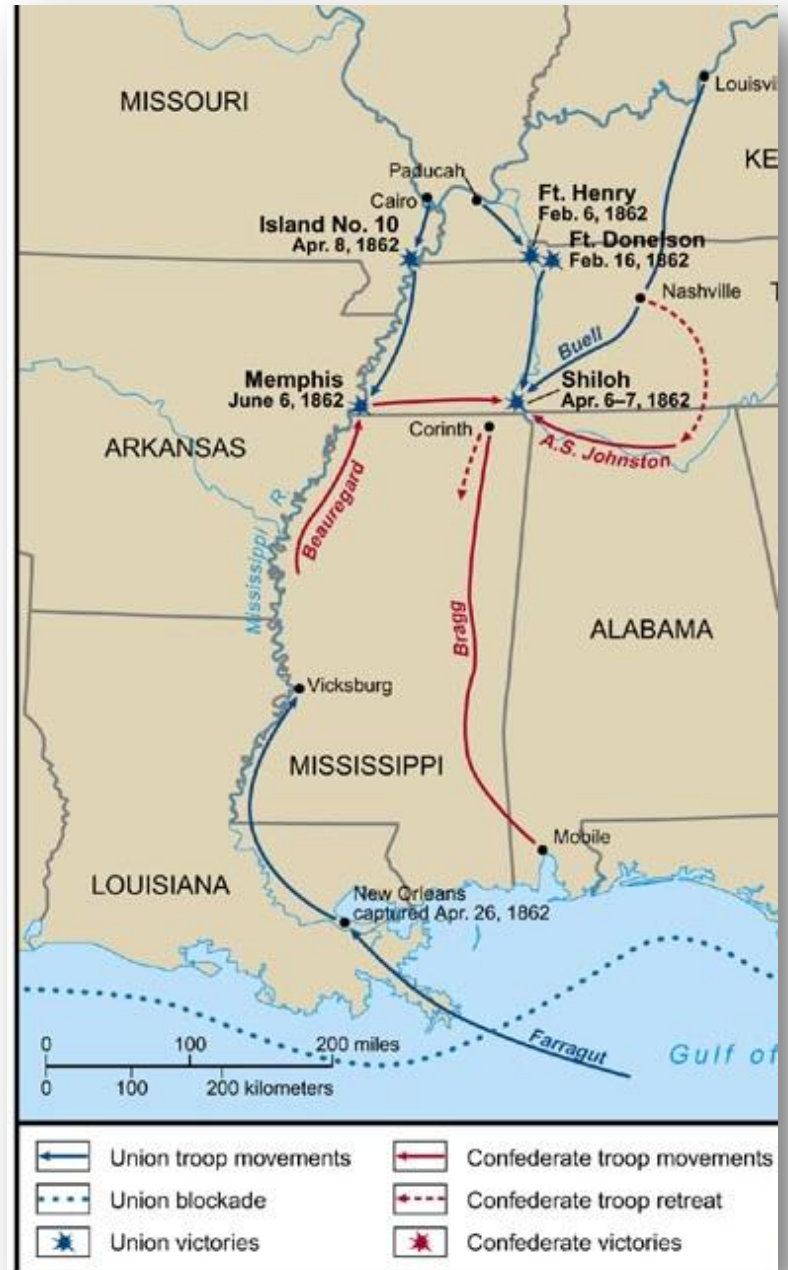 MISSOURI
Louisvi
KE
Paducah
Cairo
Ft. Henry
Feb. 6, 1862
Island No. 10
Apr. 8, 1862
Ft. Donelson
Feb. 16, 1862
Nashville
T
Buell
Memphis
June 6, 1862
Shiloh
Apr. 6–7, 1862
Corinth
A.S. Johnston
ARKANSAS
Beauregard
Mississippi R.
Bragg
ALABAMA
Vicksburg
MISSISSIPPI
Mobile
LOUISIANA
New Orleans
captured Apr. 26, 1862
Farragut
Gulf of
0 100 200 miles
0 100 200 kilometers
Union troop movements
Confederate troop movements
Union blockade
Confederate troop retreat
Union victories
Confederate victories